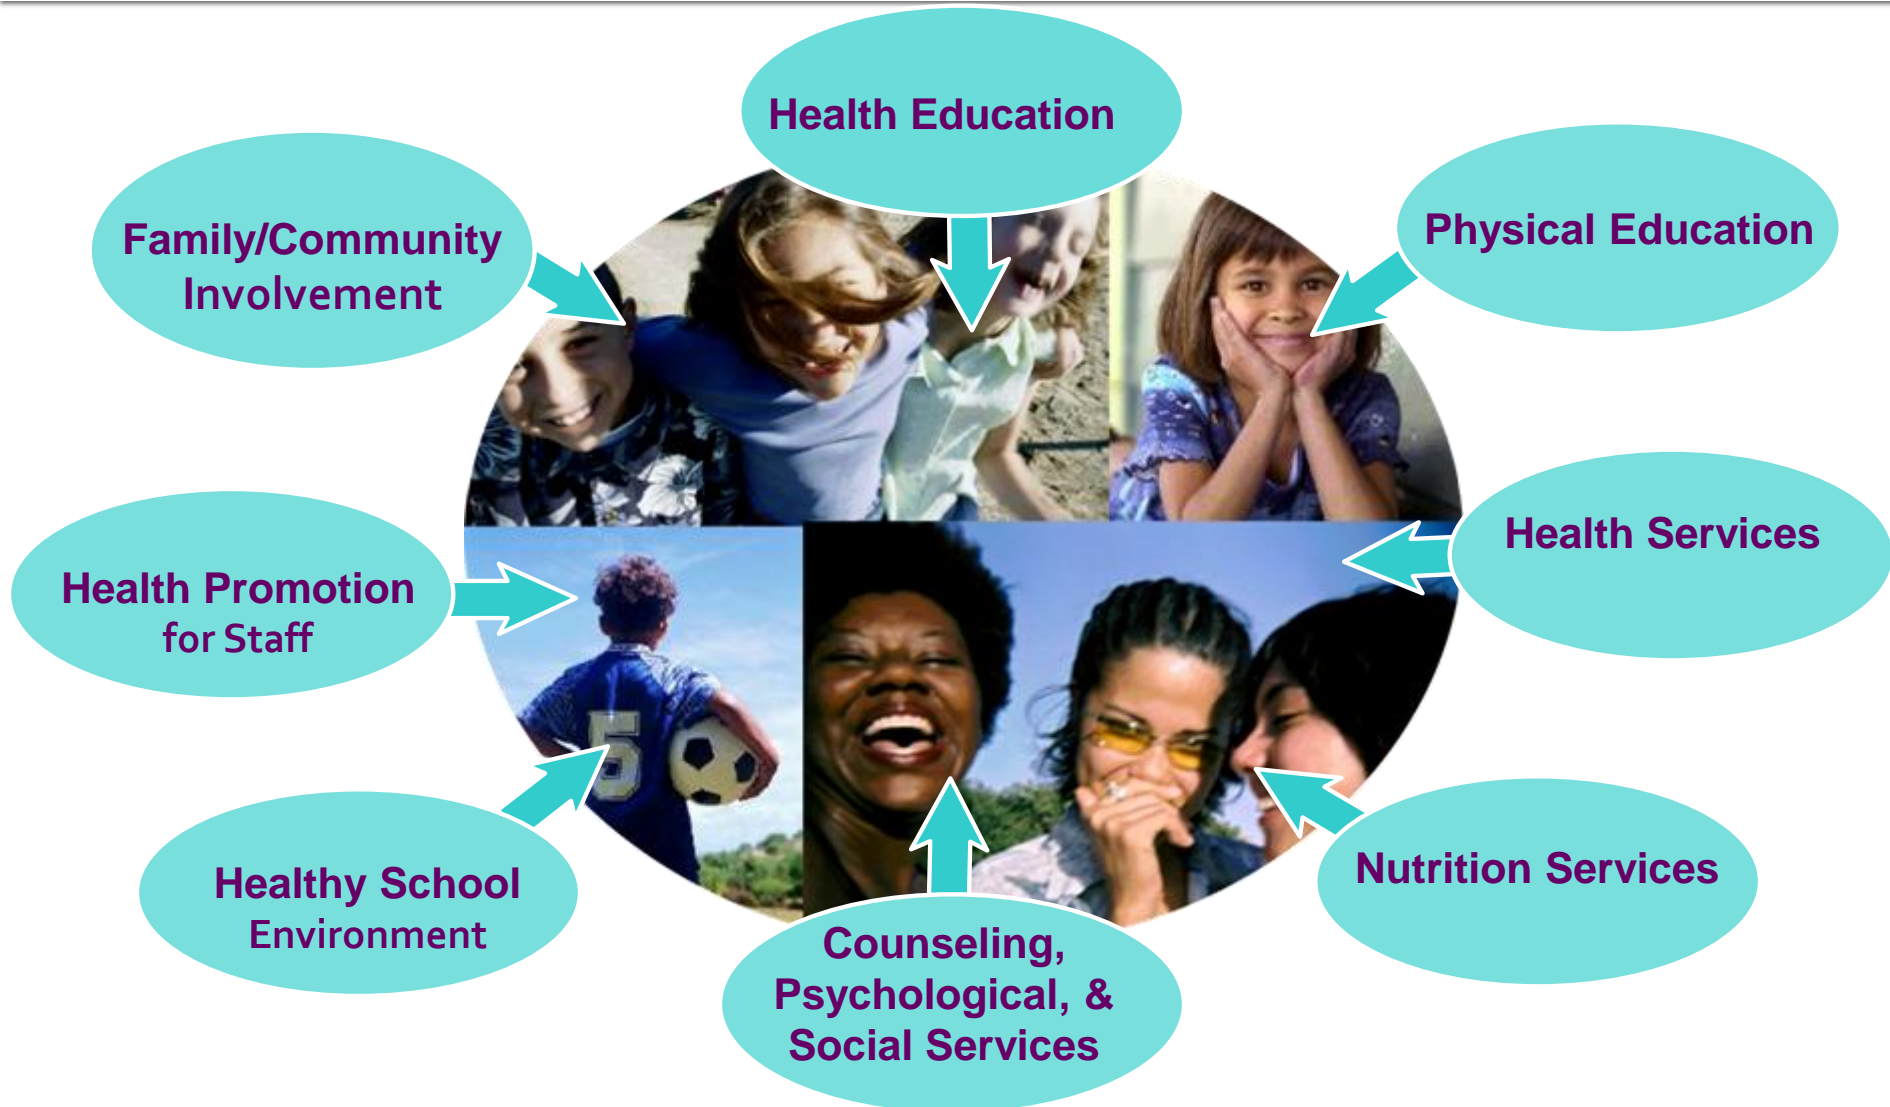 Health Education
Physical Education
Health Services
Nutrition Services
Counseling,
Psychological, &
Social Services
Healthy School
Environment
Health Promotion
for Staff
Family/Community
Involvement
5